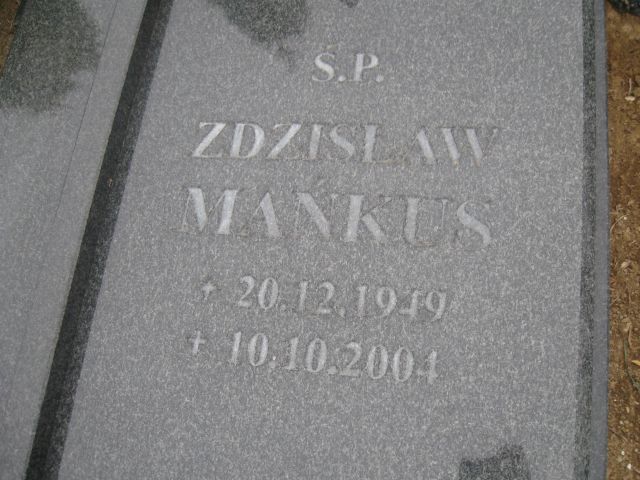 Ś.P.
ZDZISŁAW
MAŃKUS
* 20.12.1949
+ 10.10.2004